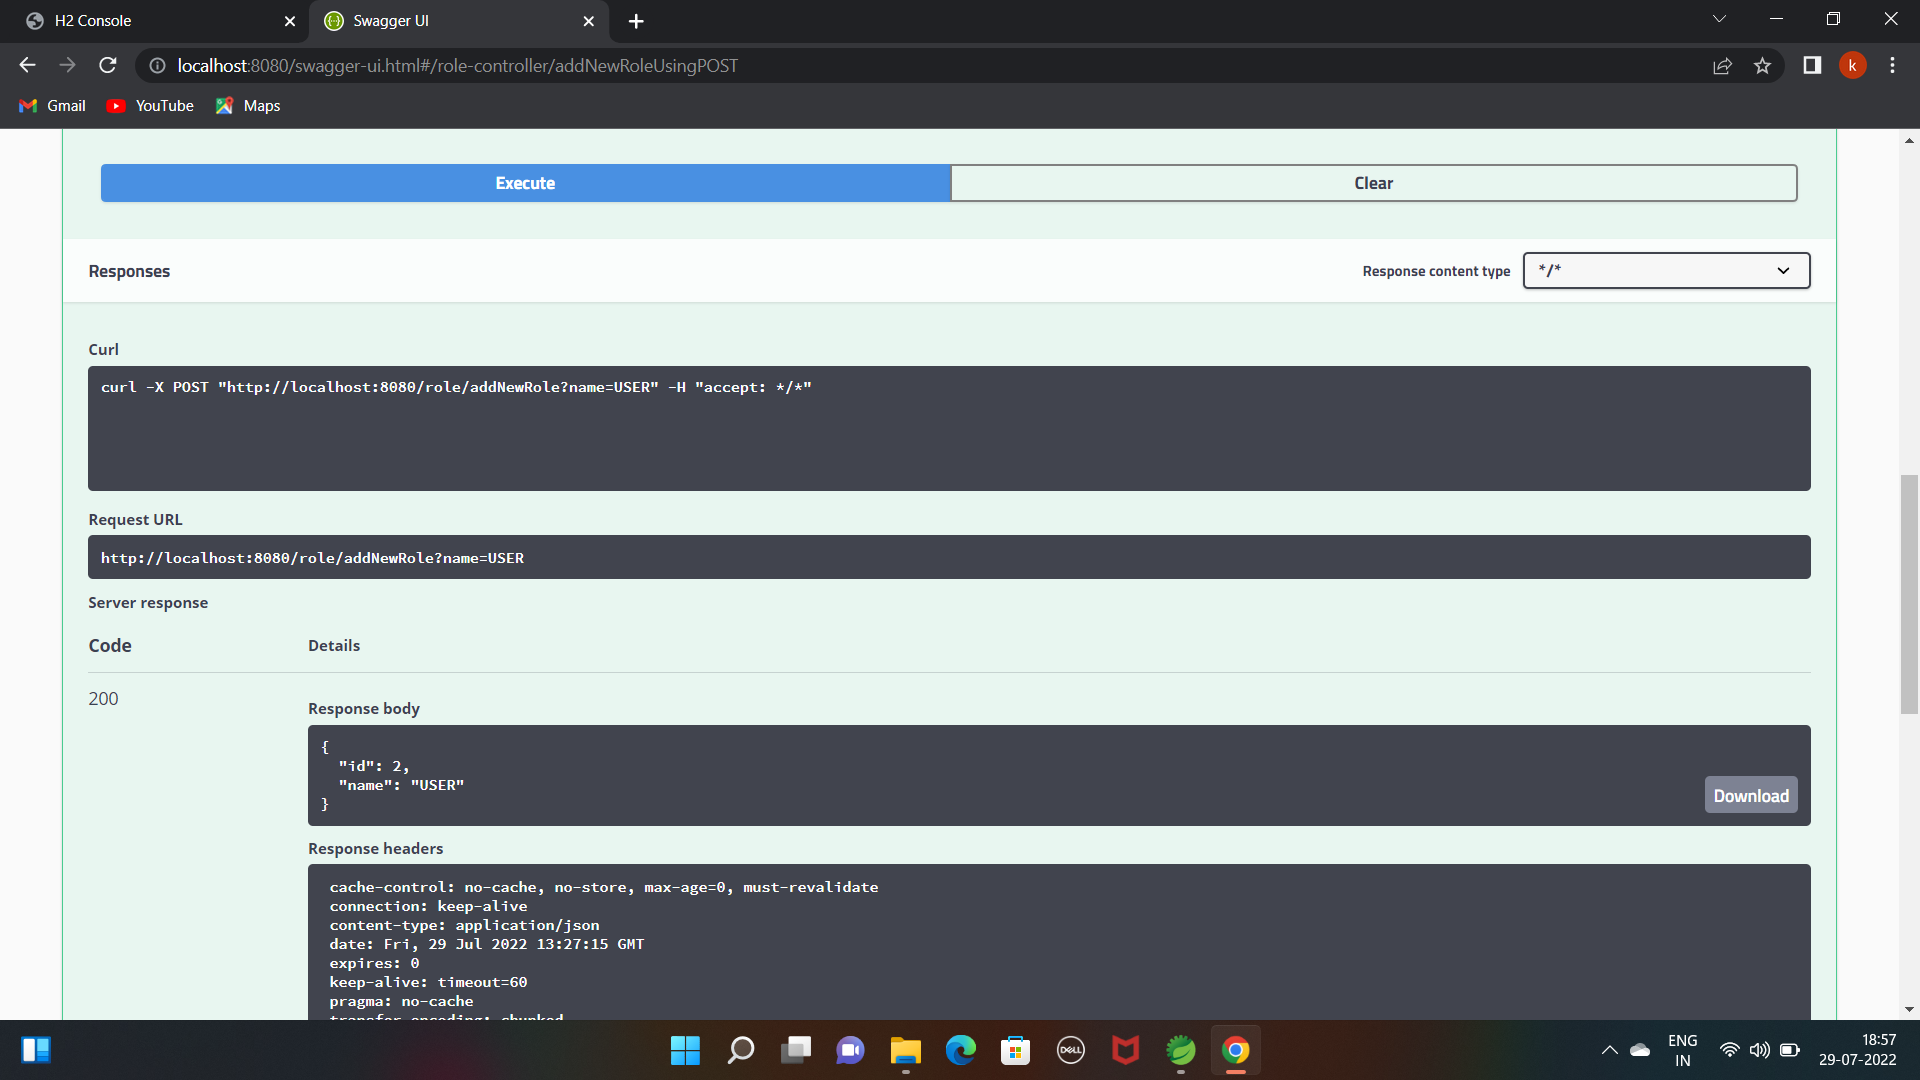 H2 Console
Swagger UI
localhost:8080/swagger-ui.html#/role-controller/addNewRoleUsingPOST
k
Gmail
YouTube
Maps
Execute
Clear
Responses
Response content type
*/*
Curl
curl -X POST "http://localhost:8080/role/addNewRole?name=USER" -H "accept: */*"
Request URL
http://localhost:8080/role/addNewRole?name=USER
Server response
Code
Details
200
Response body
{
"id": 2,
"name": "USER"
}
Download
Response headers
cache-control: no-cache, no-store, max-age=0, must-revalidate
connection: keep-alive
content-type: application/json
date: Fri, 29 Jul 2022 13:27:15 GMT
expires: 0
keep-alive: timeout=60
pragma: no-cache
transfer-encoding: chunked
DELL
ENG
IN
18:57
29-07-2022